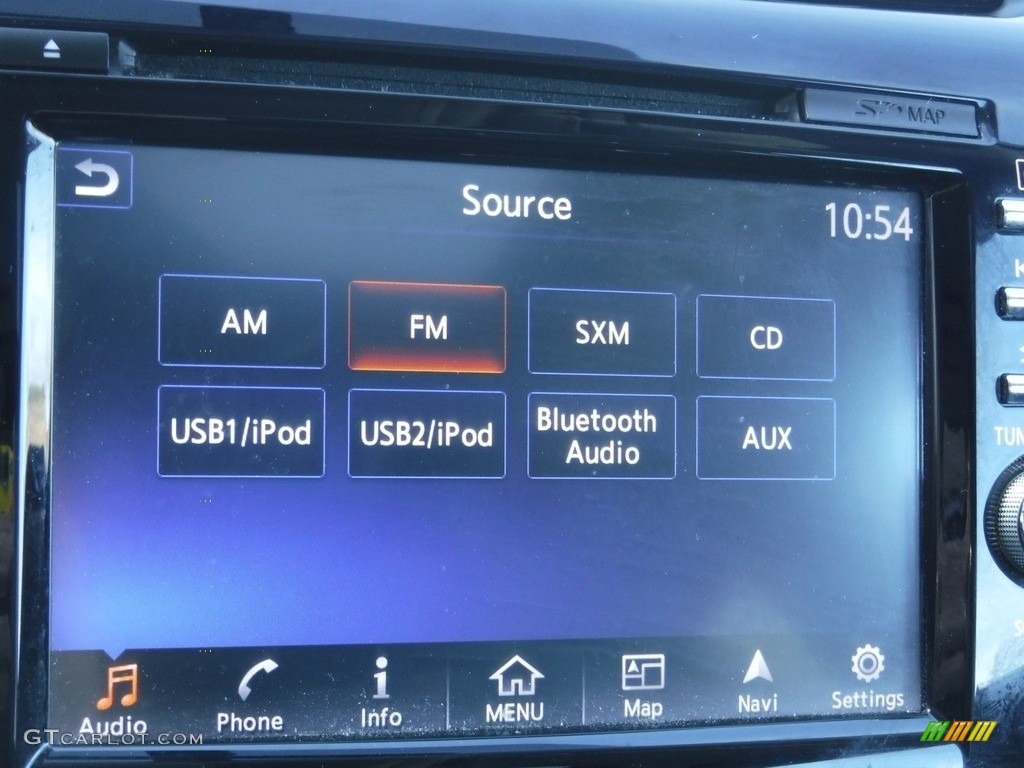 MAP
Source
10:54
AM
FM
SXM
CD
USB1/iPod
USB2/iPod
Bluetooth
Audio
AUX
TUN
Audio
Phone
Info
MENU
Map
Navi
Settings
GTCARLOT.COM